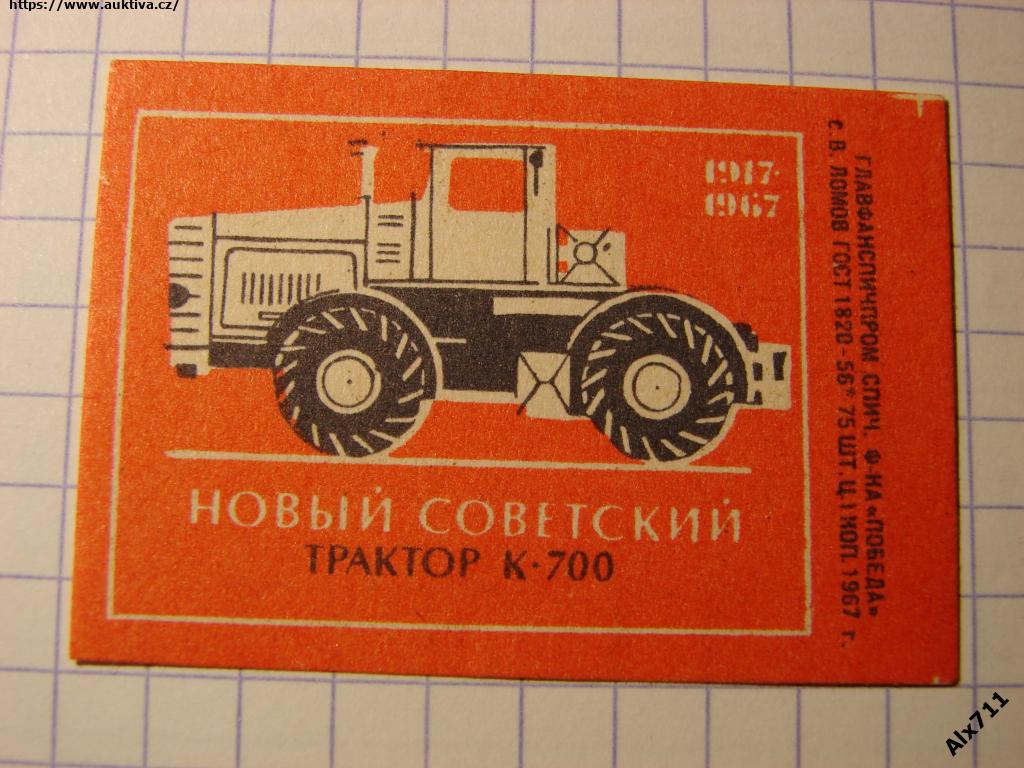 https://www.auktiva.cz/
1917-
1967
НОВЫЙ СОВЕТСКИЙ
ТРАКТОР К-700
ГЛАВФАНСПИЧПРОМ СПИЧ. Ф-КА «ПОБЕДА»
С.В. ЛОМОВ ГОСТ 1820-56* 75 ШТ. Ц. 1 КОП. 1967 г.
Alx711